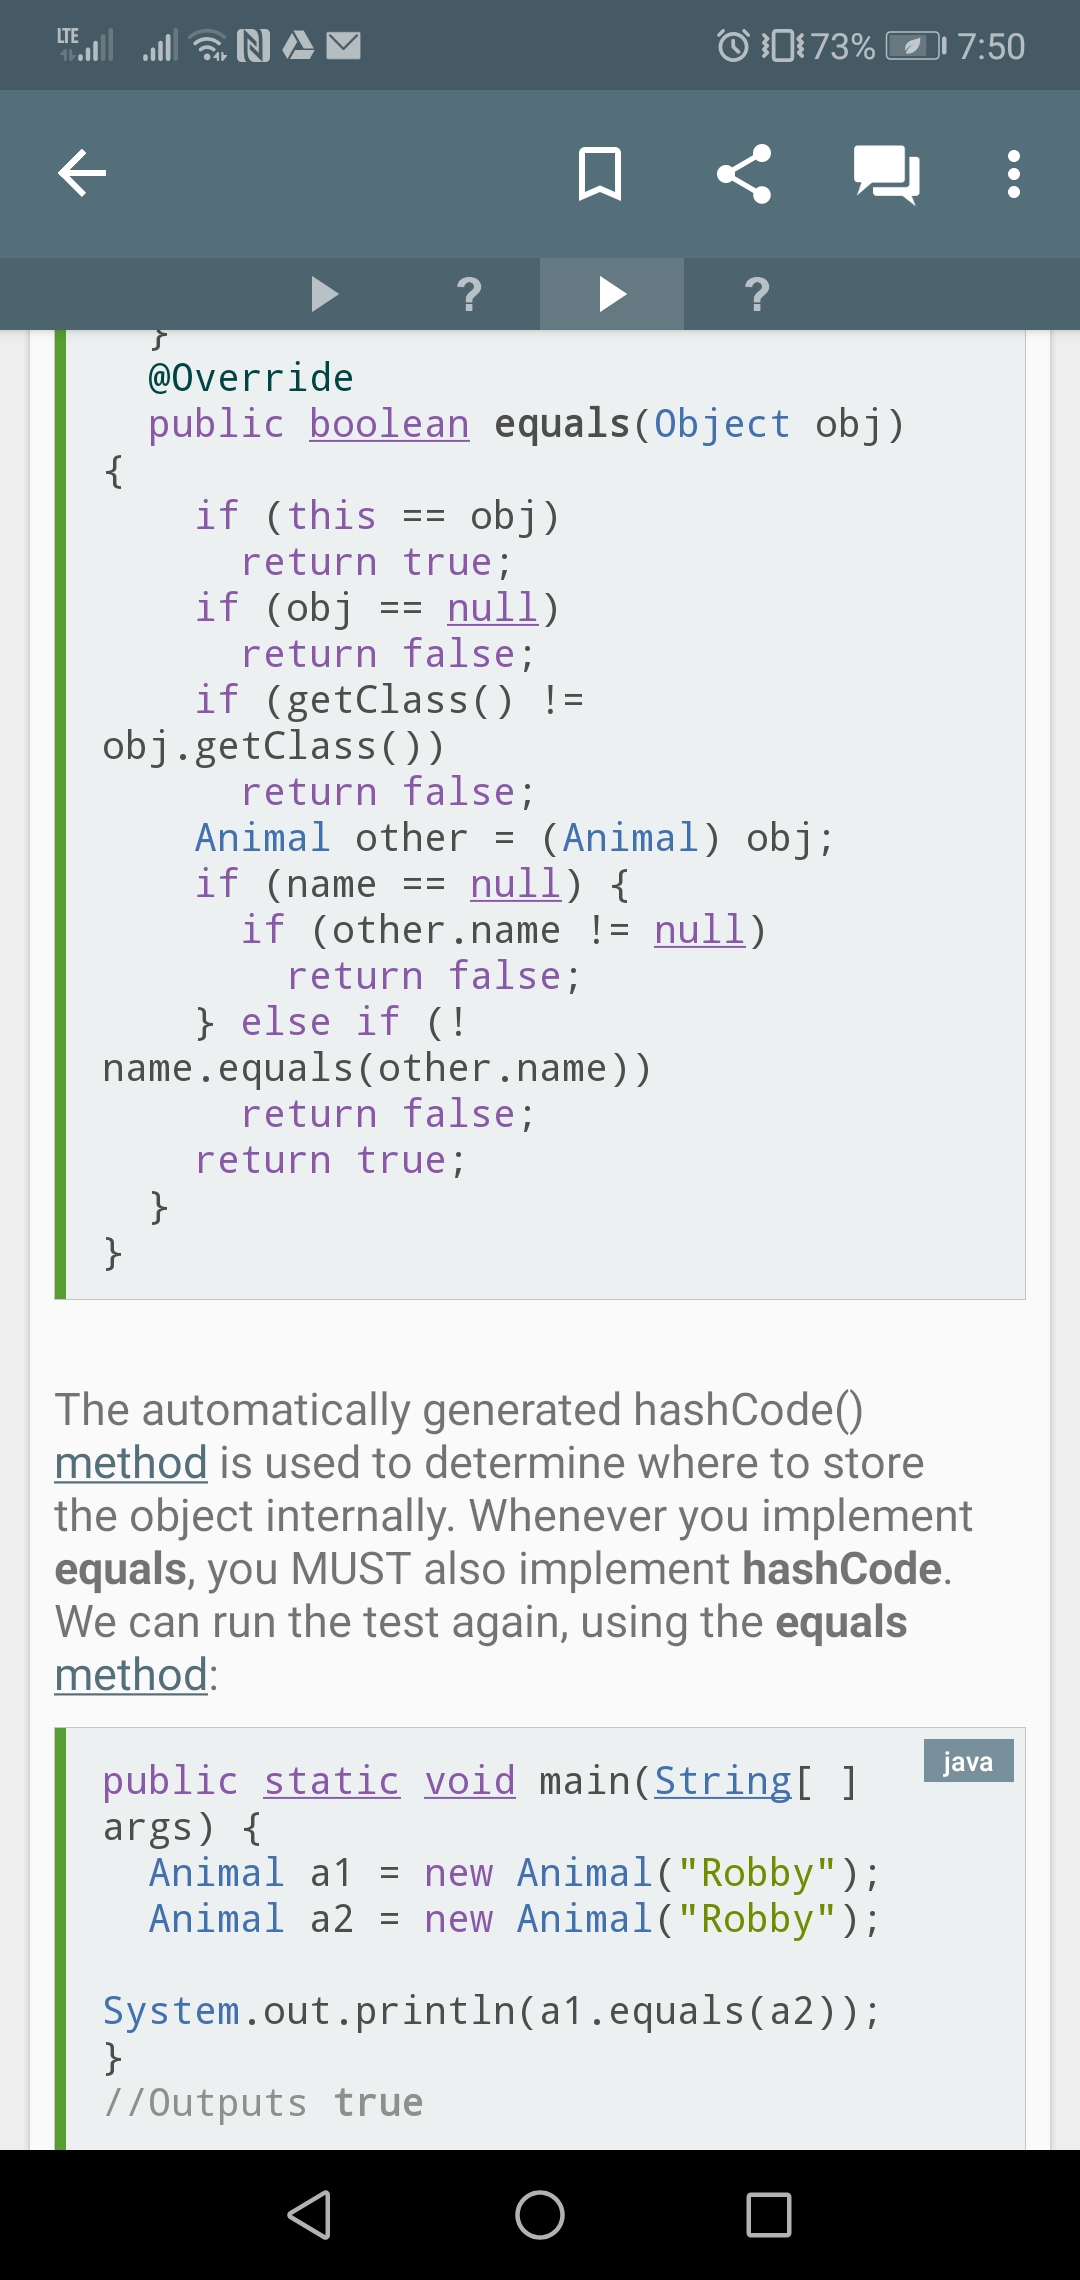 LTE 73% 7:50
? ?
}
@Override
public boolean equals(Object obj)
{
if (this == obj)
return true;
if (obj == null)
return false;
if (getClass() !=
obj.getClass())
return false;
Animal other = (Animal) obj;
if (name == null) {
if (other.name != null)
return false;
} else if (!
name.equals(other.name))
return false;
return true;
}
}
The automatically generated hashCode()
method is used to determine where to store
the object internally. Whenever you implement
equals, you MUST also implement hashCode.
We can run the test again, using the equals
method:
java
public static void main(String[ ]
args) {
Animal a1 = new Animal("Robby");
Animal a2 = new Animal("Robby");
System.out.println(a1.equals(a2));
}
//Outputs true